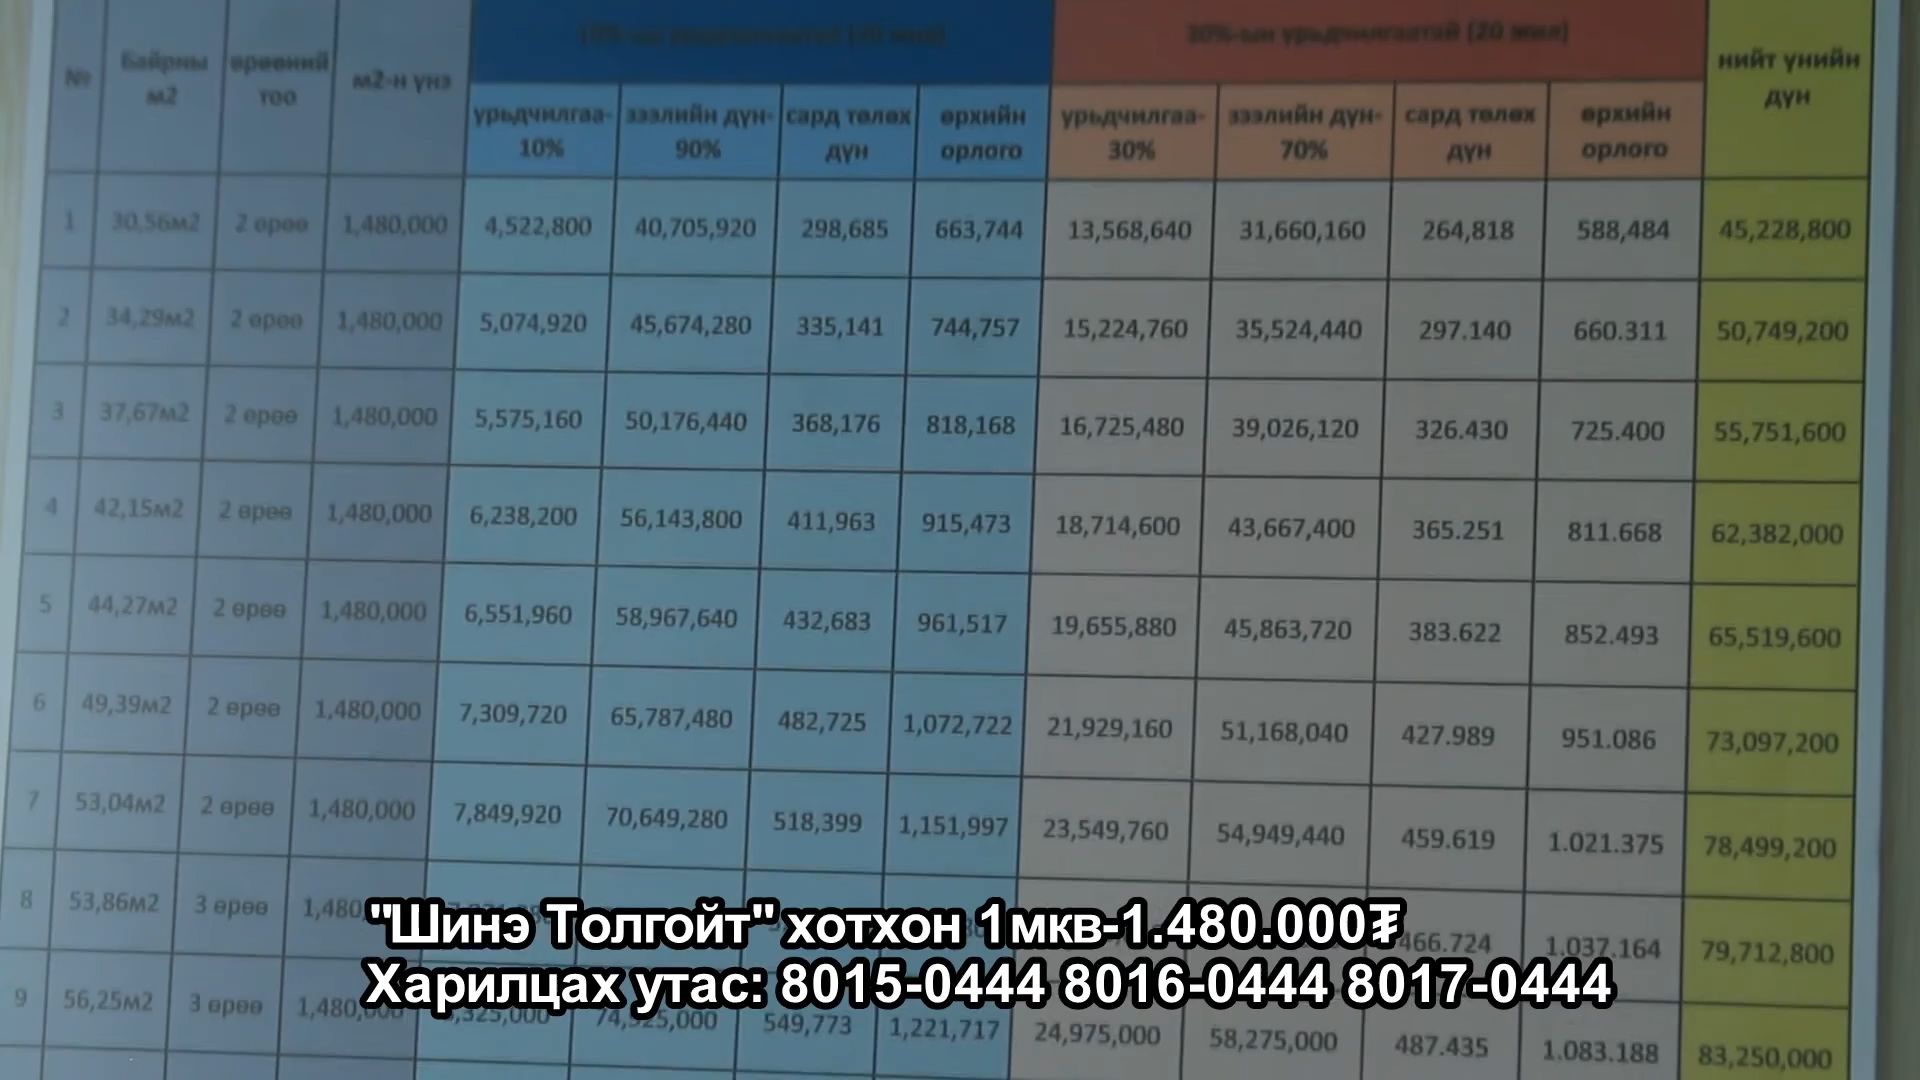 30%-ын урьдчилгаатай (20 жил)
№ Байрны м2 өрөөний тоо м2-н үнэ урьдчилгаа-10% зээлийн дүн-90% сард төлөх дүн өрхийн орлого урьдчилгаа-30% зээлийн дүн-70% сард төлөх дүн өрхийн орлого нийт үнийн дүн
1 30,56м2 2 өрөө 1,480,000 4,522,800 40,705,920 298,685 663,744 13,568,640 31,660,160 264,818 588,484 45,228,800
2 34,29м2 2 өрөө 1,480,000 5,074,920 45,674,280 335,141 744,757 15,224,760 35,524,440 297.140 660.311 50,749,200
3 37,67м2 2 өрөө 1,480,000 5,575,160 50,176,440 368,176 818,168 16,725,480 39,026,120 326.430 725.400 55,751,600
4 42,15м2 2 өрөө 1,480,000 6,238,200 56,143,800 411,963 915,473 18,714,600 43,667,400 365.251 811.668 62,382,000
5 44,27м2 2 өрөө 1,480,000 6,551,960 58,967,640 432,683 961,517 19,655,880 45,863,720 383.622 852.493 65,519,600
6 49,39м2 2 өрөө 1,480,000 7,309,720 65,787,480 482,725 1,072,722 21,929,160 51,168,040 427.989 951.086 73,097,200
7 53,04м2 2 өрөө 1,480,000 7,849,920 70,649,280 518,399 1,151,997 23,549,760 54,949,440 459.619 1.021.375 78,499,200
8 53,86м2 3 өрөө 466.724 1.037.164 79,712,800
"Шинэ Толгойт" хотхон 1мкв-1.480.000₮
Харилцах утас: 8015-0444 8016-0444 8017-0444
9 56,25м2 3 өрөө 1,480,000 549,773 1,221,717 24,975,000 58,275,000 487.435 1.083.188 83,250,000